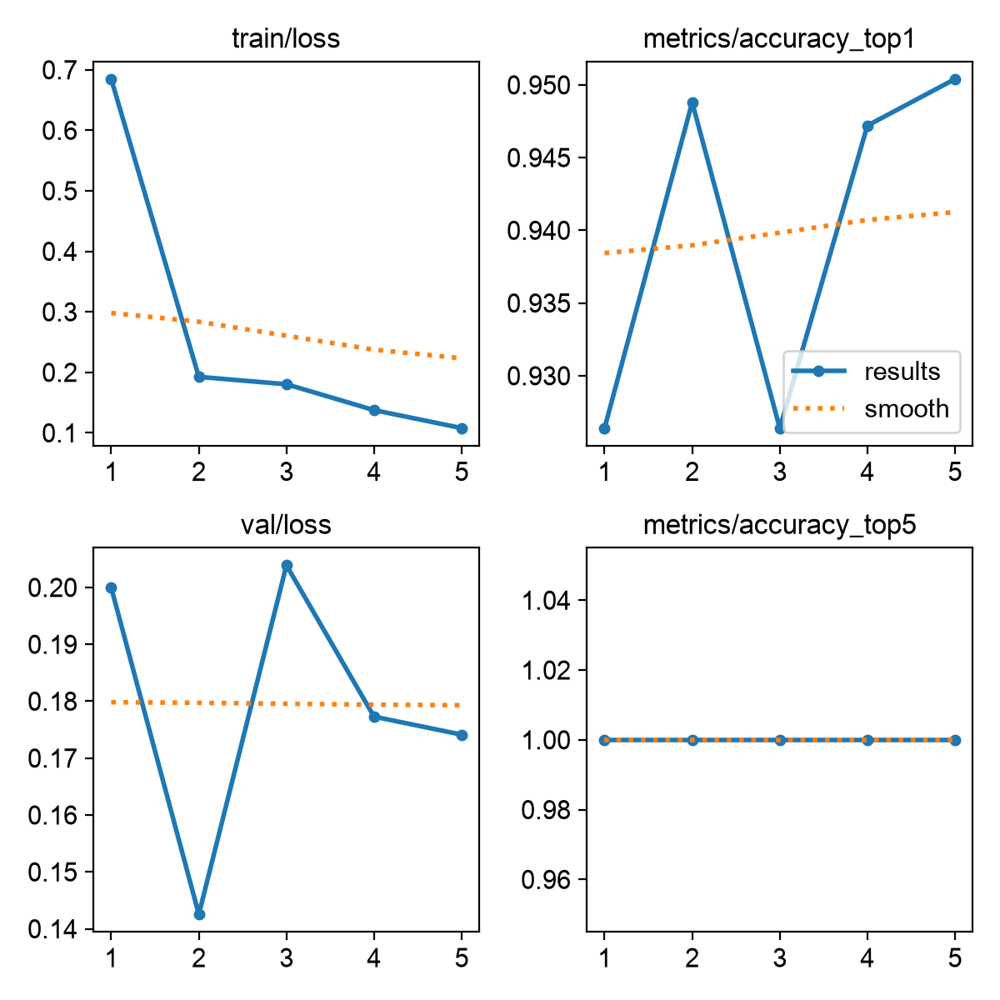 train/loss
0.7
0.6
0.5
0.4
0.3
0.2
0.1
1 2 3 4 5
metrics/accuracy_top1
0.950
0.945
0.940
0.935
0.930
results
smooth
1 2 3 4 5
val/loss
0.20
0.19
0.18
0.17
0.16
0.15
0.14
1 2 3 4 5
metrics/accuracy_top5
1.04
1.02
1.00
0.98
0.96
1 2 3 4 5